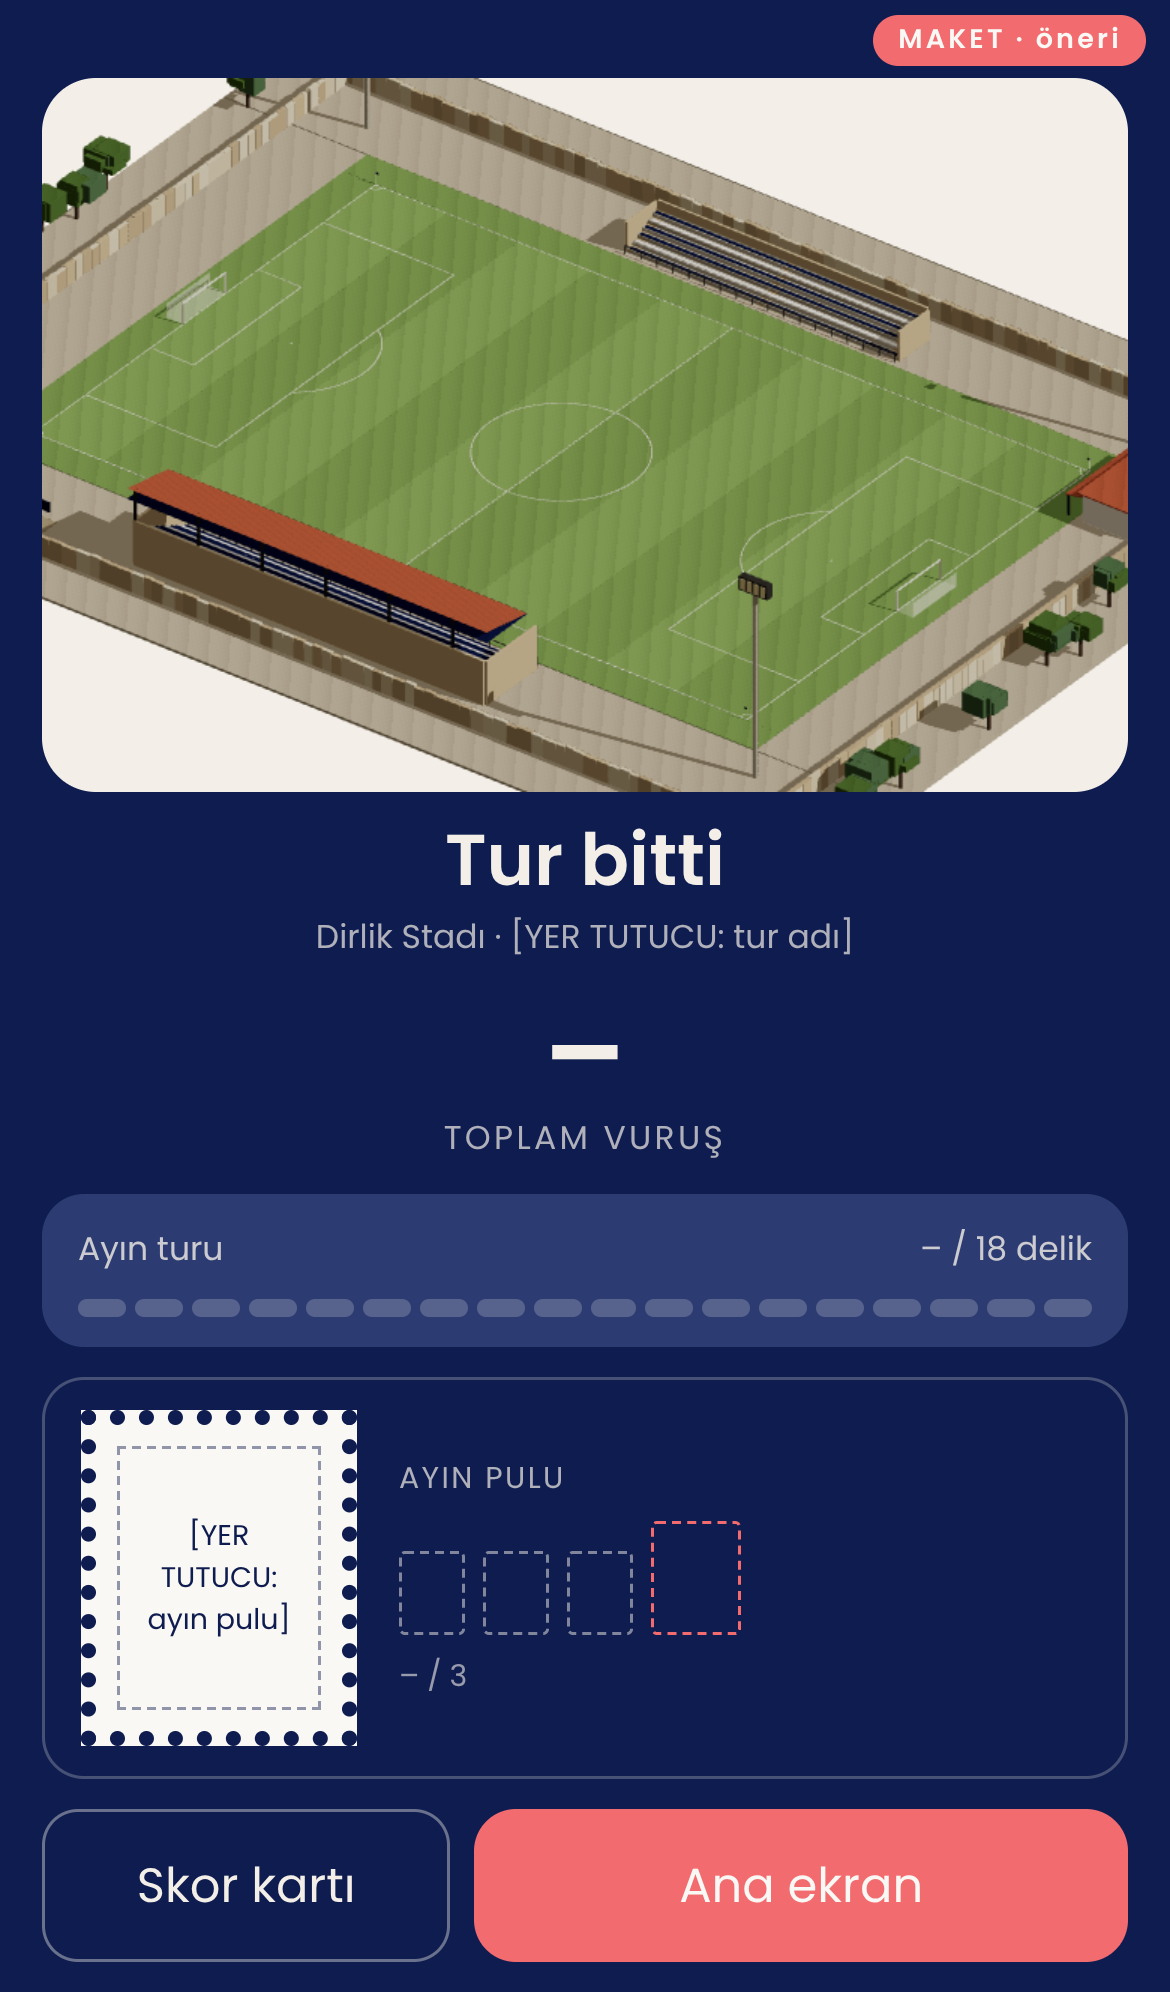 MAKET · öneri
Tur bitti
Dirlik Stadı · [YER TUTUCU: tur adı]
–
TOPLAM VURUŞ
Ayın turu
– / 18 delik
[YER
TUTUCU:
ayın pulu]
AYIN PULU
– / 3
Skor kartı
Ana ekran